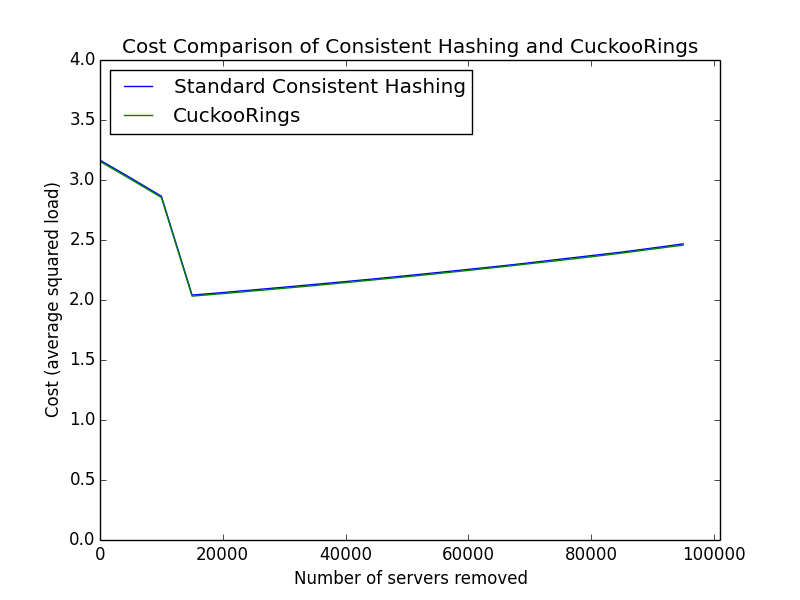 Cost Comparison of Consistent Hashing and CuckooRings
Standard Consistent Hashing
CuckooRings
Cost (average squared load)
4.0
3.5
3.0
2.5
2.0
1.5
1.0
0.5
0.0
0 20000 40000 60000 80000 100000
Number of servers removed